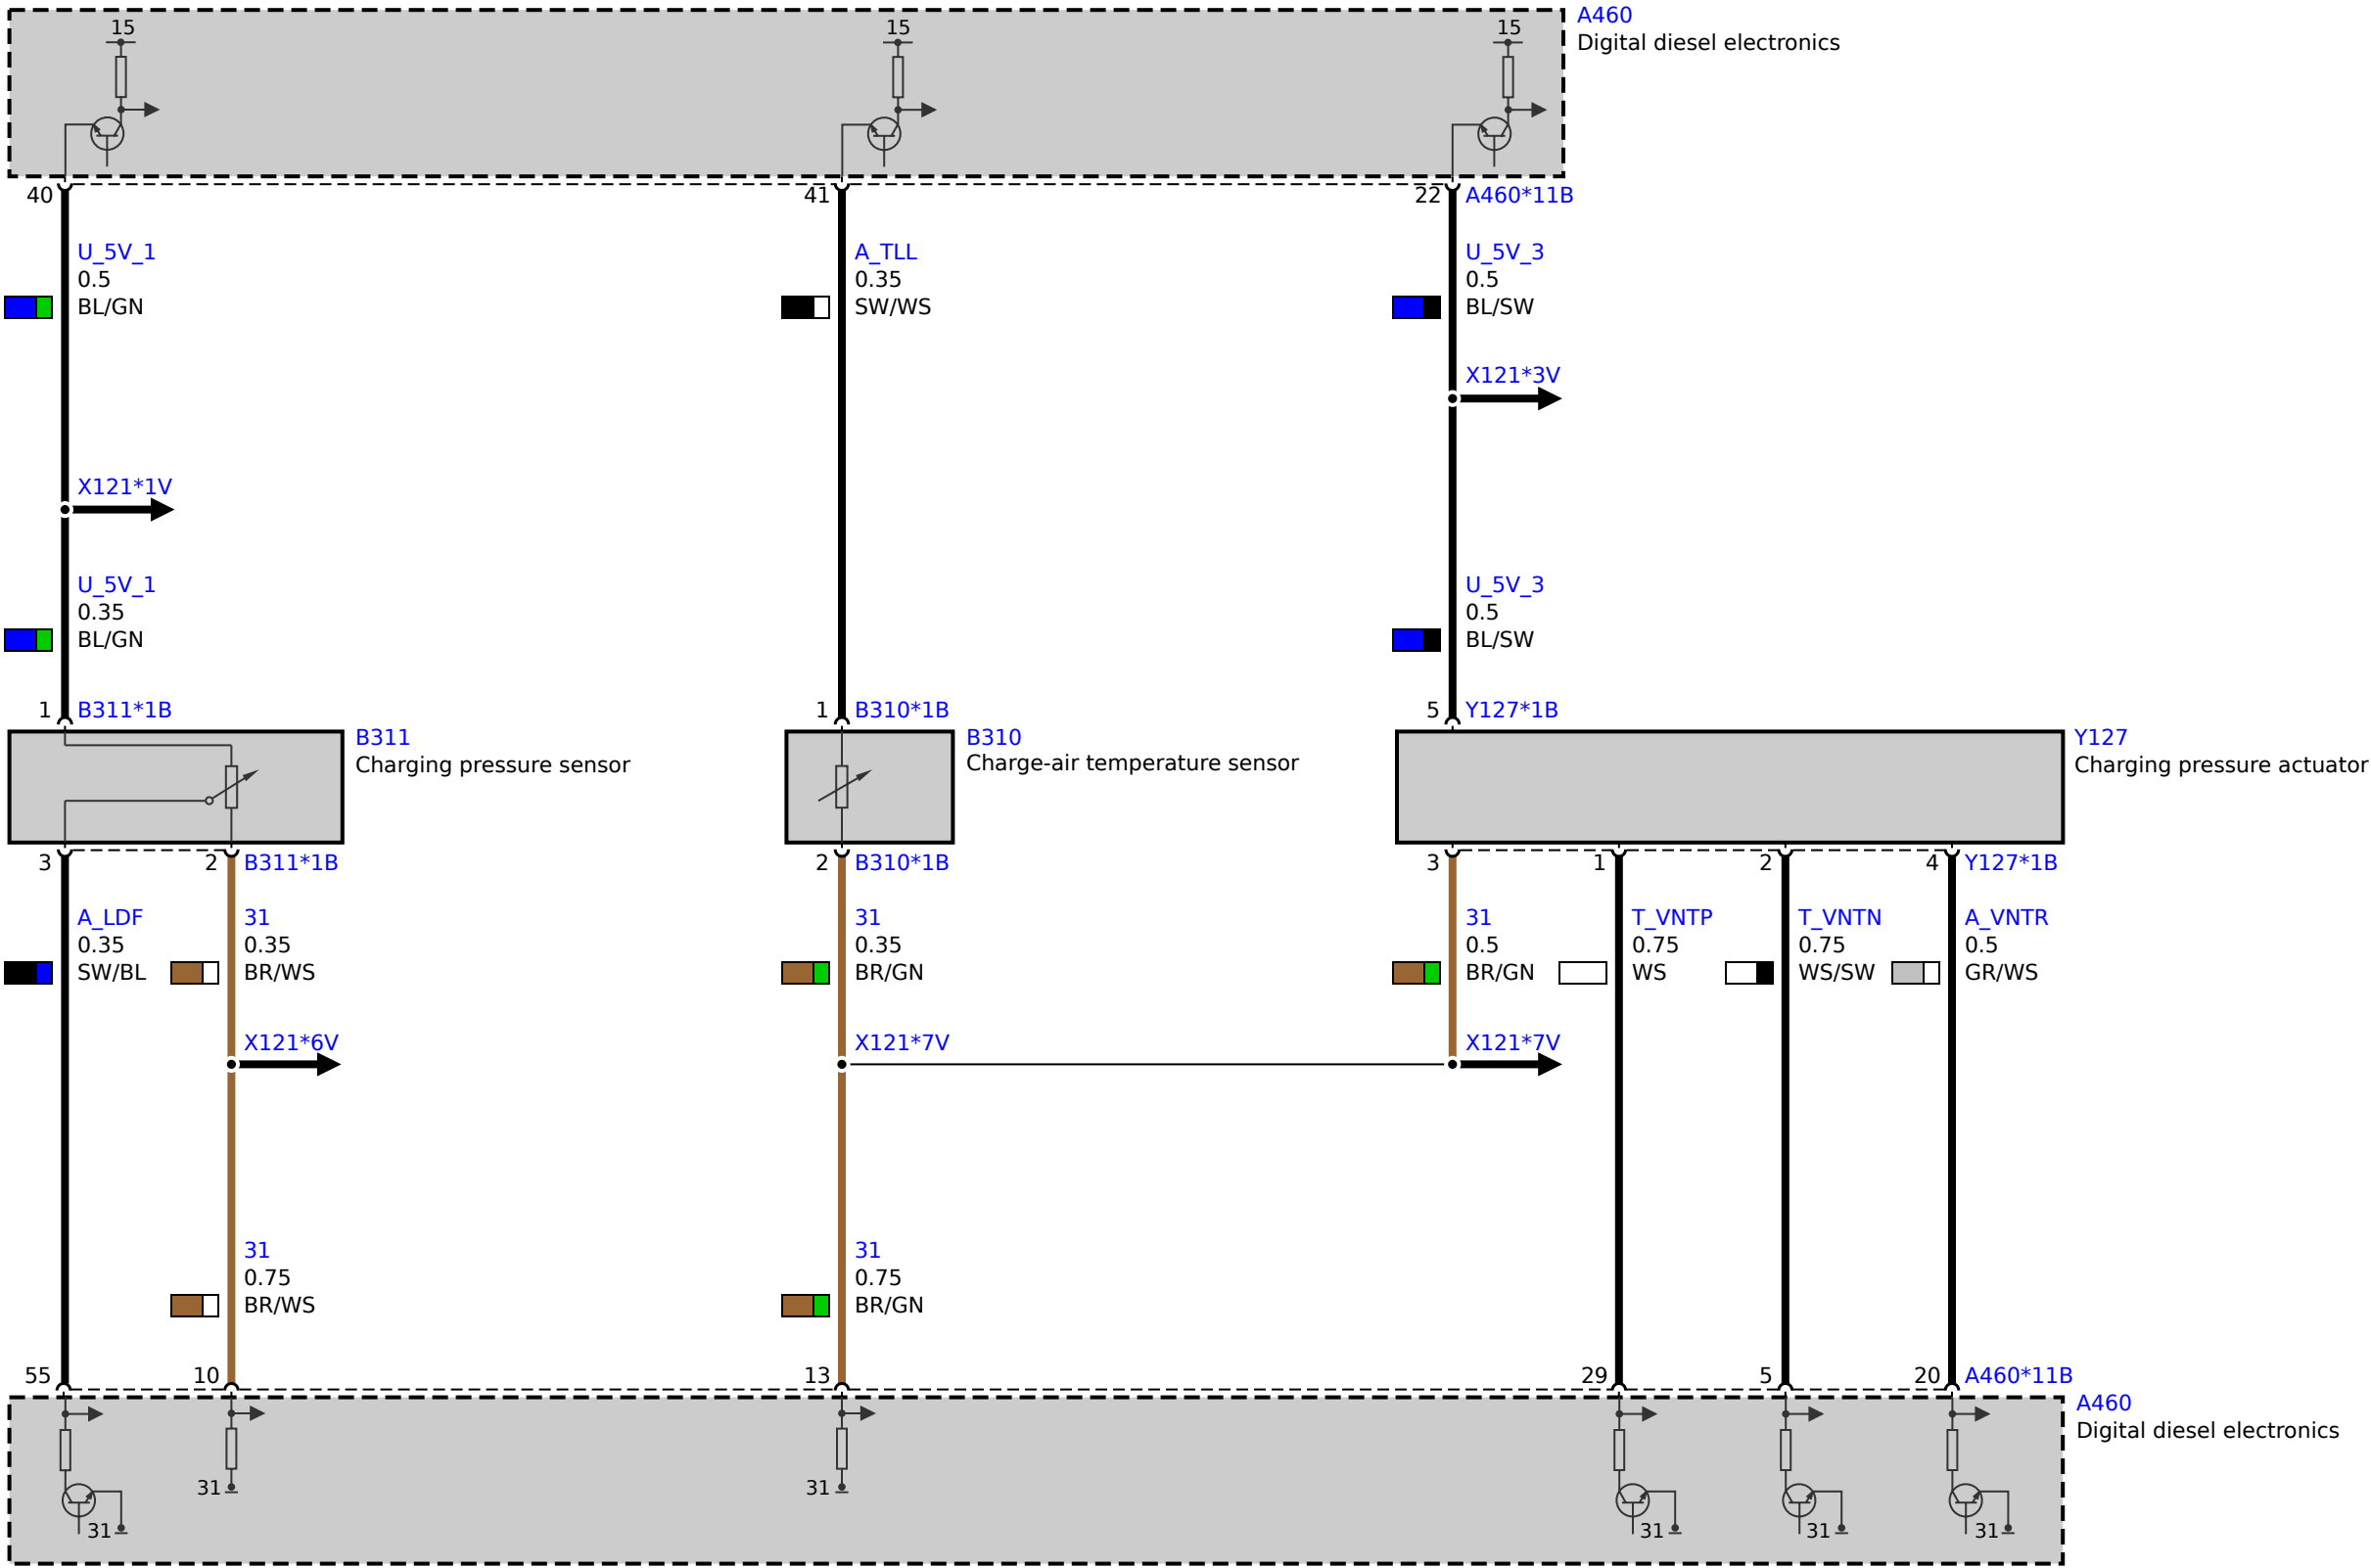 15
15
15
A460
Digital diesel electronics
40
41
22
A460*11B
U_5V_1
0.5
BL/GN
A_TLL
0.35
SW/WS
U_5V_3
0.5
BL/SW
X121*3V
X121*1V
U_5V_1
0.35
BL/GN
U_5V_3
0.5
BL/SW
1
B311*1B
1
B310*1B
5
Y127*1B
B311
Charging pressure sensor
B310
Charge-air temperature sensor
Y127
Charging pressure actuator
3
2
B311*1B
2
B310*1B
3
1
2
4
Y127*1B
A_LDF
0.35
SW/BL
31
0.35
BR/WS
31
0.35
BR/GN
31
0.5
BR/GN
T_VNTP
0.75
WS
T_VNTN
0.75
WS/SW
A_VNTR
0.5
GR/WS
X121*6V
X121*7V
X121*7V
31
0.75
BR/WS
31
0.75
BR/GN
55
10
13
29
5
20
A460*11B
A460
Digital diesel electronics
31
31
31
31
31
31